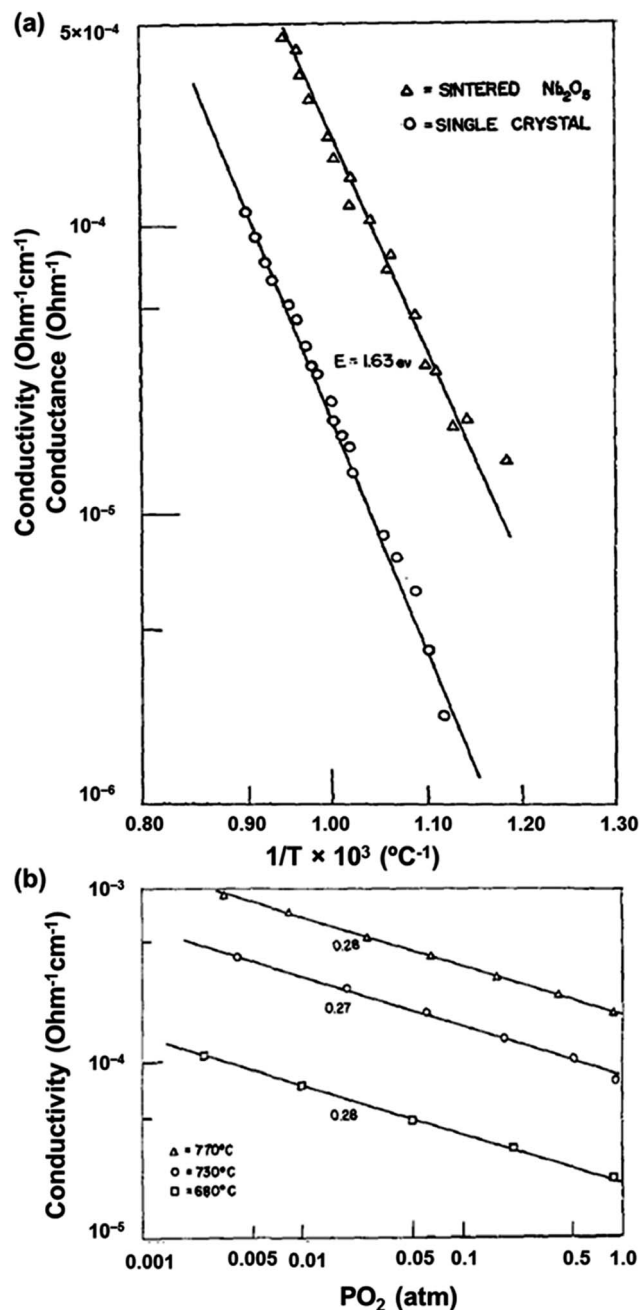 (a)
5×10⁻⁴
△ = SINTERED Nb₂O₅
○ = SINGLE CRYSTAL
10⁻⁴
E = 1.63 ev
10⁻⁵
10⁻⁶
Conductivity (Ohm⁻¹cm⁻¹)
Conductance (Ohm⁻¹)
0.80 0.90 1.00 1.10 1.20 1.30
1/T × 10³ (ºC⁻¹)
(b)
10⁻³
0.28
0.27
10⁻⁴
0.28
△ = 770°C
○ = 730°C
□ = 680°C
10⁻⁵
Conductivity (Ohm⁻¹cm⁻¹)
0.001 0.005 0.01 0.05 0.1 0.5 1.0
PO₂ (atm)